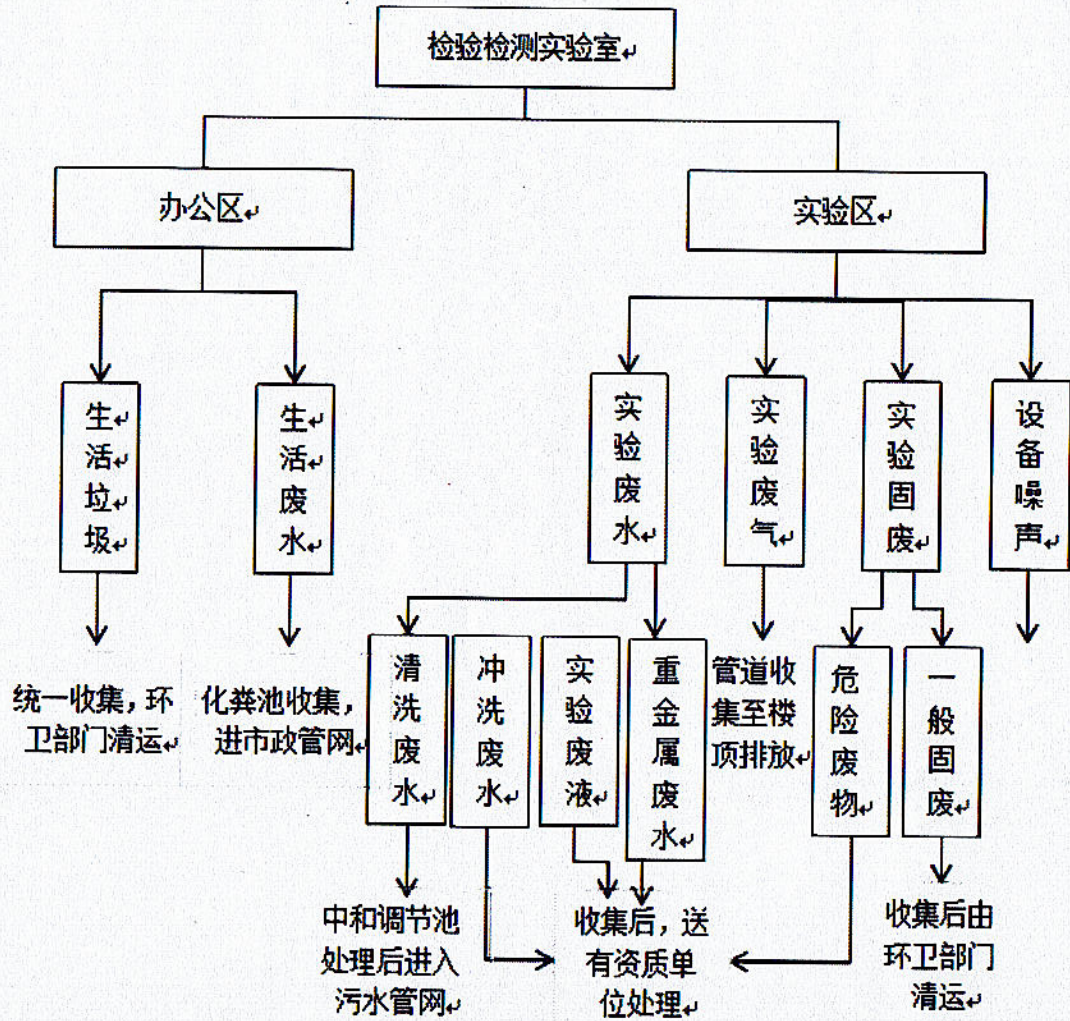 检验检测实验室
办公区
实验区
生活垃圾
生活废水
实验废水
实验废气
实验固废
设备噪声
统一收集，环
卫部门清运
化粪池收集，
进市政管网
清洗废水
冲洗废水
实验废液
重金属废水
管道收
集至楼
顶排放
危险废物
一般固废
中和调节池
处理后进入
污水管网
收集后，送
有资质单
位处理
收集后由
环卫部门
清运